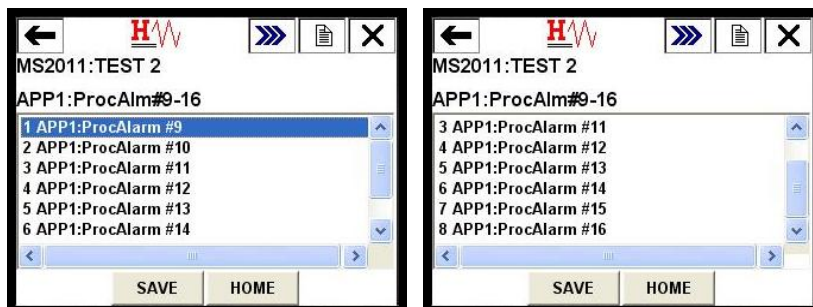 H
MS2011:TEST 2
APP1:ProcAlm#9-16
1 APP1:ProcAlarm #9
2 APP1:ProcAlarm #10
3 APP1:ProcAlarm #11
4 APP1:ProcAlarm #12
5 APP1:ProcAlarm #13
6 APP1:ProcAlarm #14
SAVE HOME
H
MS2011:TEST 2
APP1:ProcAlm#9-16
3 APP1:ProcAlarm #11
4 APP1:ProcAlarm #12
5 APP1:ProcAlarm #13
6 APP1:ProcAlarm #14
7 APP1:ProcAlarm #15
8 APP1:ProcAlarm #16
SAVE HOME